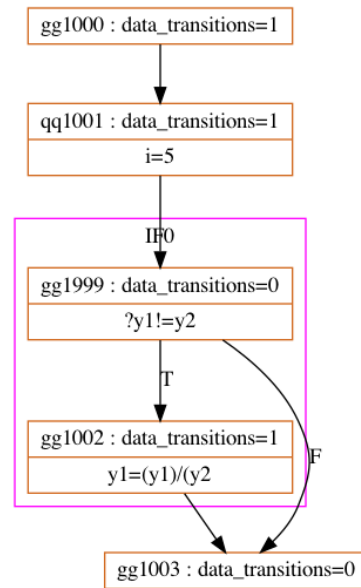 gg1000 : data_transitions=1
qq1001 : data_transitions=1
i=5
IF0
gg1999 : data_transitions=0
?y1!=y2
T
gg1002 : data_transitions=1
y1=(y1)/(y2
F
gg1003 : data_transitions=0